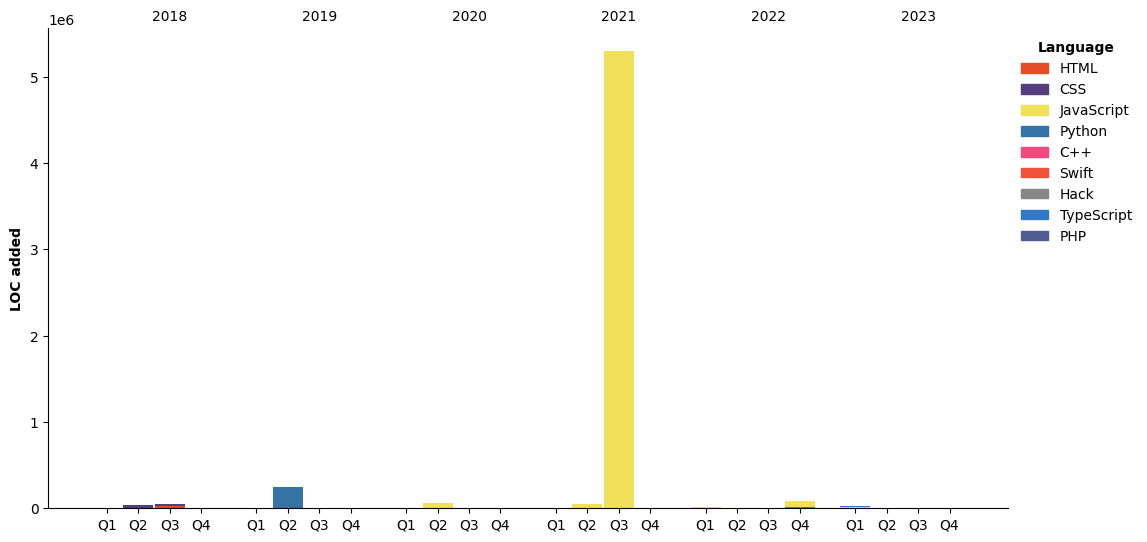 1e6 2018 2019 2020 2021 2022 2023
Language
HTML
CSS
JavaScript
Python
C++
Swift
Hack
TypeScript
PHP
LOC added
5
4
3
2
1
0
Q1 Q2 Q3 Q4 Q1 Q2 Q3 Q4 Q1 Q2 Q3 Q4 Q1 Q2 Q3 Q4 Q1 Q2 Q3 Q4 Q1 Q2 Q3 Q4